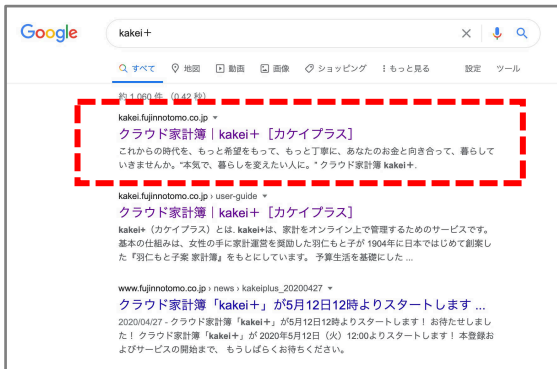 Google
kakei＋
すべて 地図 動画 画像 ショッピング もっと見る 設定 ツール
約 1,060 件 （0.42 秒）
kakei.fujinnotomo.co.jp
クラウド家計簿｜kakei＋［カケイプラス］
これからの時代を、もっと希望をもって、もっと丁寧に、あなたのお金と向き合って、暮らして
いきませんか。“本気で、暮らしを変えたい人に。” クラウド家計簿 kakei＋.
kakei.fujinnotomo.co.jp › user-guide
クラウド家計簿｜kakei＋［カケイプラス］
kakei+（カケイプラス）とは. kakei+は、家計をオンライン上で管理するためのサービスです。
基本の仕組みは、女性の手に家計運営を奨励した羽仁もと子が 1904年に日本ではじめて創案し
た『羽仁もと子案 家計簿』をもとにしています。 予算生活を基礎にした ...
www.fujinnotomo.co.jp › news › kakeiplus_20200427
クラウド家計簿「kakei＋」が5月12日12時よりスタートします ...
2020/04/27 - クラウド家計簿「kakei＋」が5月12日12時よりスタートします！ お待たせしまし
た！ クラウド家計簿「kakei＋」が 2020年5月12日（火）12:00よりスタートします！ 本登録お
よびサービスの開始まで、 もうしばらくお待ちください。